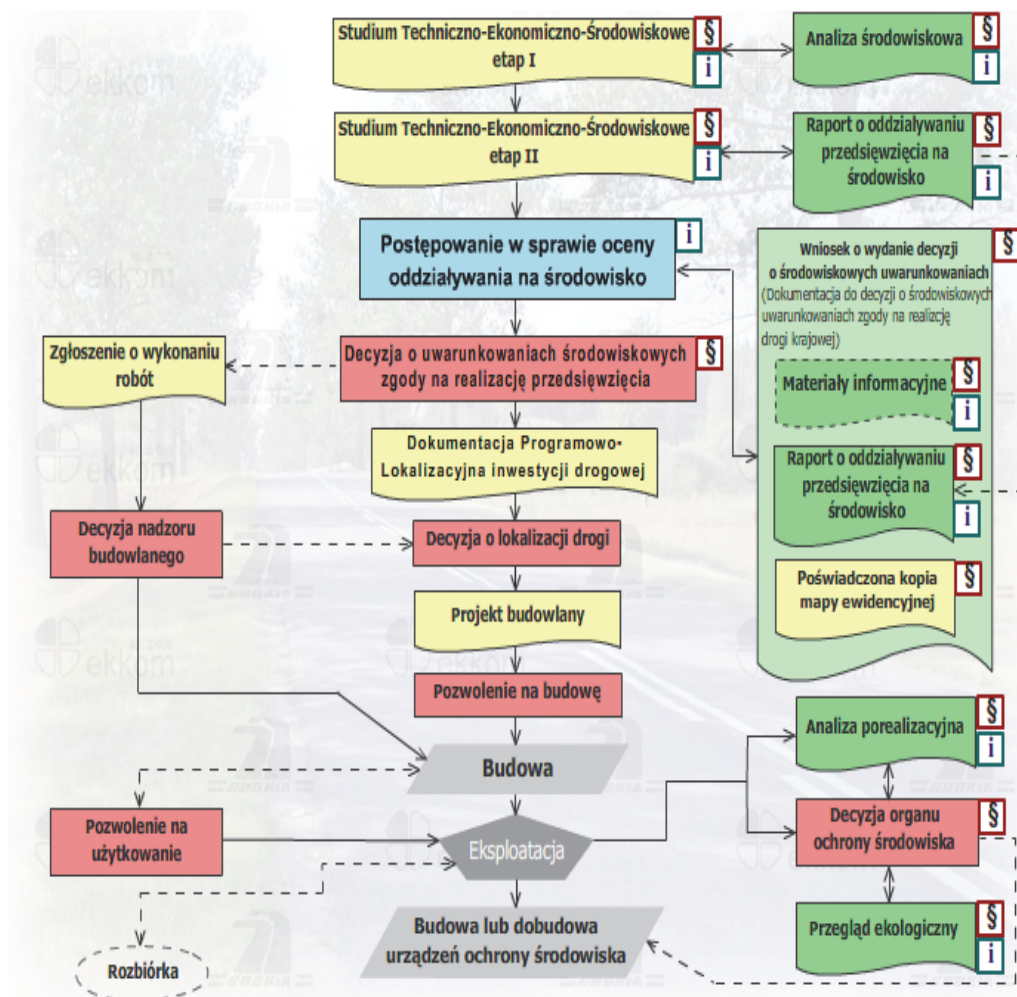 Studium Techniczno-Ekonomiczno-Środowiskowe
etap I
§
i
Analiza środowiskowa
§
i
Studium Techniczno-Ekonomiczno-Środowiskowe
etap II
§
i
Raport o oddziaływaniu
przedsięwzięcia na
środowisko
§
i
Postępowanie w sprawie oceny
oddziaływania na środowisko
i
Wniosek o wydanie decyzji
o środowiskowych uwarunkowaniach
(Dokumentacja do decyzji o środowiskowych
uwarunkowaniach zgody na realizcję
drogi krajowej)
§
Zgłoszenie o wykonaniu
robót
Decyzja o uwarunkowaniach środowiskowych
zgody na realizację przedsięwzięcia
§
Materiały informacyjne
§
i
Dokumentacja Programowo-
Lokalizacyjna inwestycji drogowej
Raport o oddziaływaniu
przedsięwzięcia na
środowisko
§
i
Decyzja nadzoru
budowlanego
Decyzja o lokalizacji drogi
Poświadczona kopia
mapy ewidencyjnej
§
Projekt budowlany
Pozwolenie na budowę
Analiza porealizacyjna
§
i
Budowa
Pozwolenie na
użytkowanie
Eksploatacja
Decyzja organu
ochrony środowiska
§
Budowa lub dobudowa
urządzeń ochrony środowiska
Przegląd ekologiczny
§
i
Rozbiórka
ekkom
ekkom
ekkom
ekkom